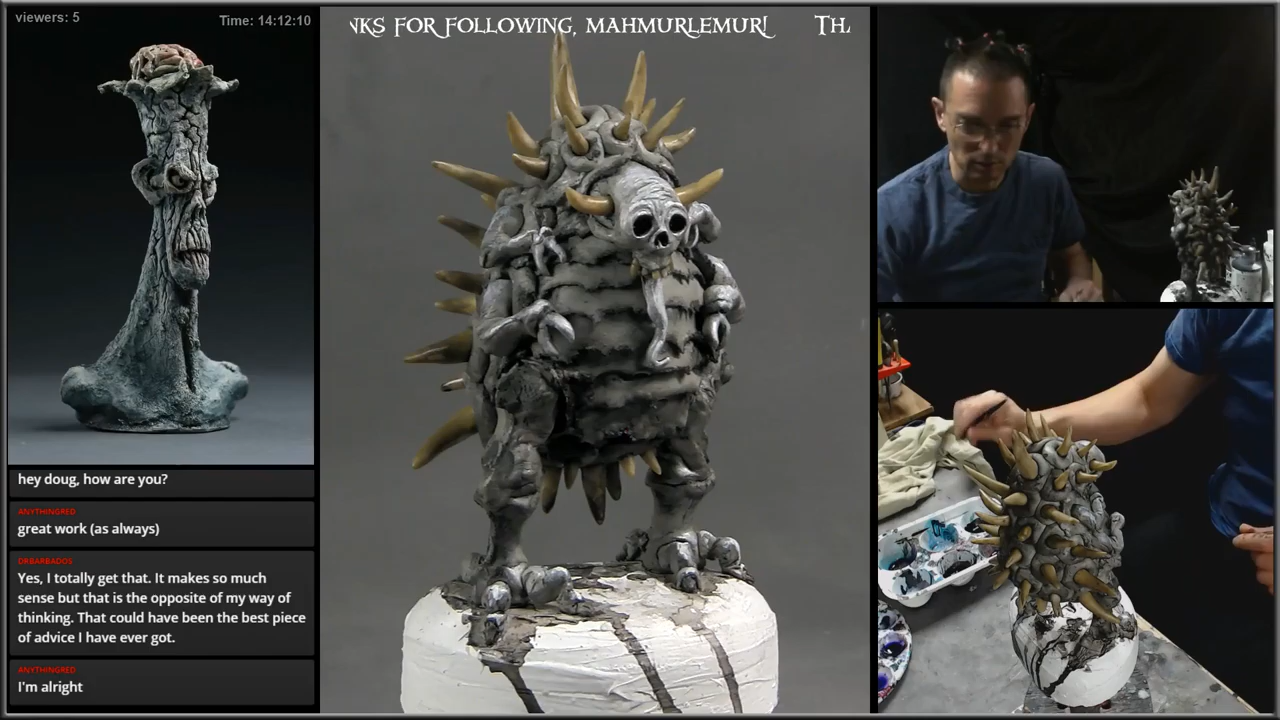 viewers: 5
Time: 14:12:10
NKS FOR FOLLOWING, MAHMURLEMUR! TH
hey doug, how are you?
ANYTHINGRED
great work (as always)
DRBARBADOS
Yes, I totally get that. It makes so much
sense but that is the opposite of my way of
thinking. That could have been the best piece
of advice I have ever got.
ANYTHINGRED
I'm alright